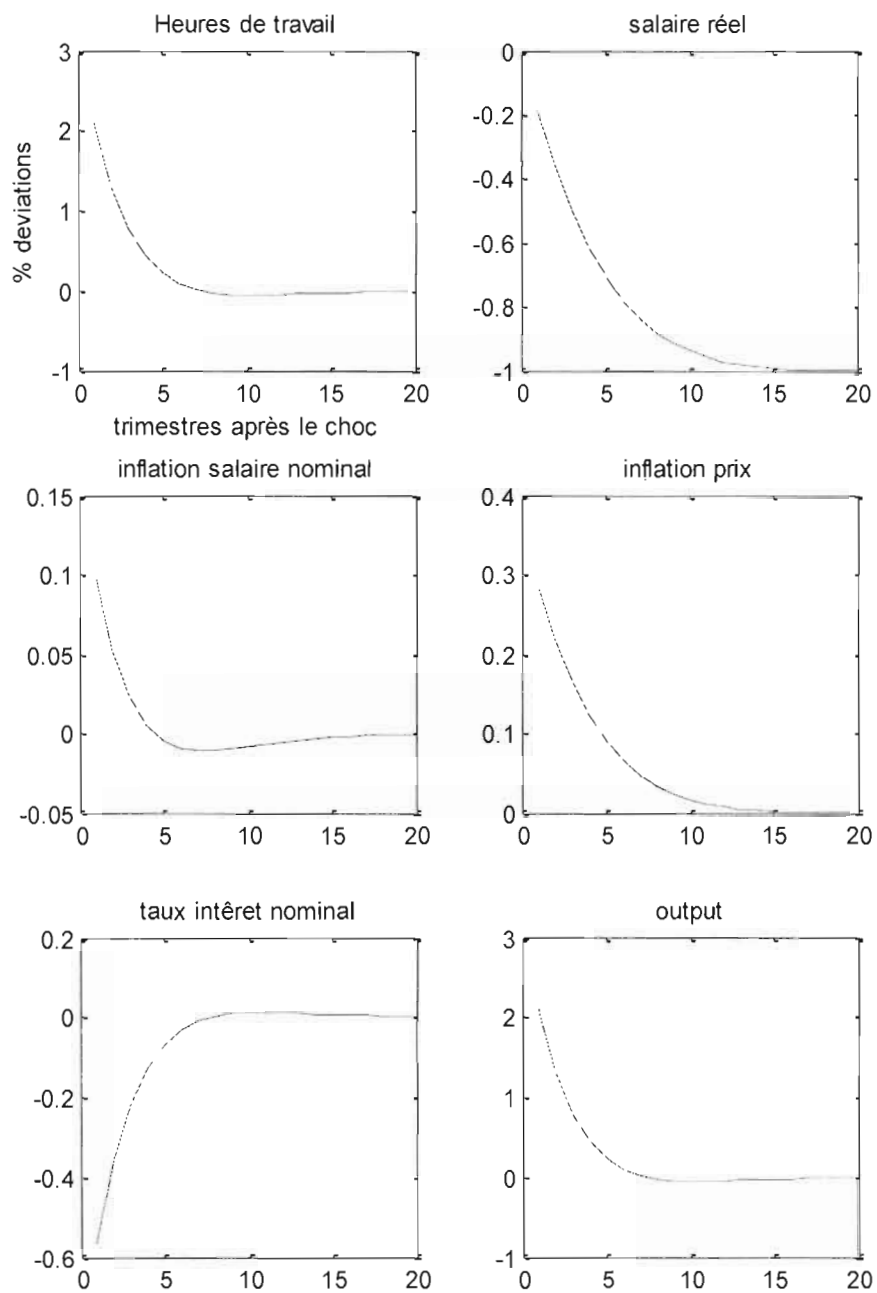 Heures de travail
salaire réel
3
2
1
0
-1
% deviations
0
-0.2
-0.4
-0.6
-0.8
-1
0 5 10 15 20
0 5 10 15 20
trimestres après le choc
inflation salaire nominal
inflation prix
0.15
0.1
0.05
0
-0.05
0.4
0.3
0.2
0.1
0
0 5 10 15 20
0 5 10 15 20
taux intêret nominal
output
0.2
0
-0.2
-0.4
-0.6
3
2
1
0
-1
0 5 10 15 20
0 5 10 15 20